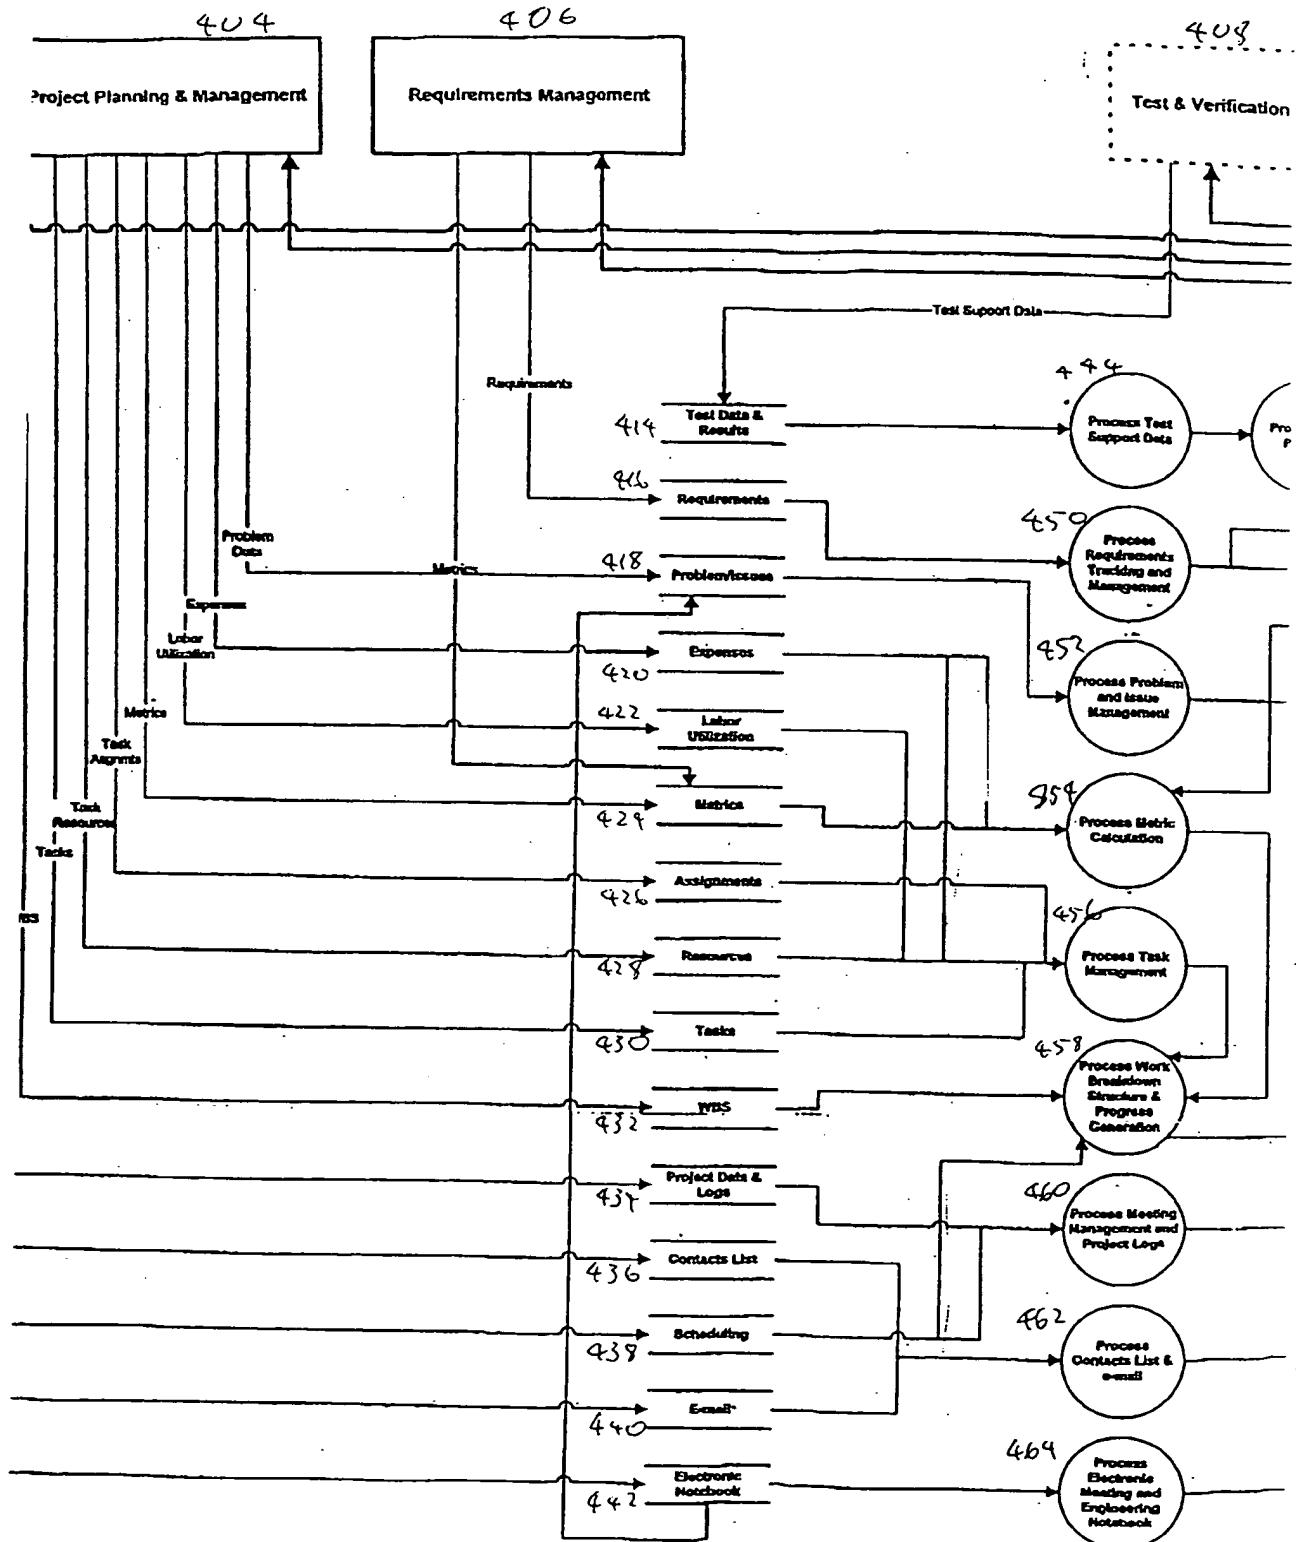 404
406
408
Project Planning & Management
Requirements Managomont
Test & Verification
Test Support Data
Requirements
444
414
Test Data &
Results
Process Test
Support Data
Pro
P
416
Requirements
450
Process
Requirements
Tracking and
Management
Problem
Data
Metrics
418
Problem/Issues
Expenses
Labor
Utilization
420
Expenses
452
Process Problem
and Issue
Management
Metrics
422
Labor
Utilization
Task
Asgnmts
Task
Resources
Tasks
424
Metrics
854
Process Metric
Calculation
426
Assignments
BS
456
428
Resources
Process Task
Management
430
Tasks
458
Process Work
Breakdown
Structure &
Progress
Generation
432
WBS
434
Project Data &
Logs
460
Process Meeting
Management and
Project Logs
436
Contacts List
438
Scheduling
462
Process
Contacts List &
e-mail
440
E-mail
464
442
Electronic
Notebook
Process
Electronic
Meeting and
Engineering
Notebook